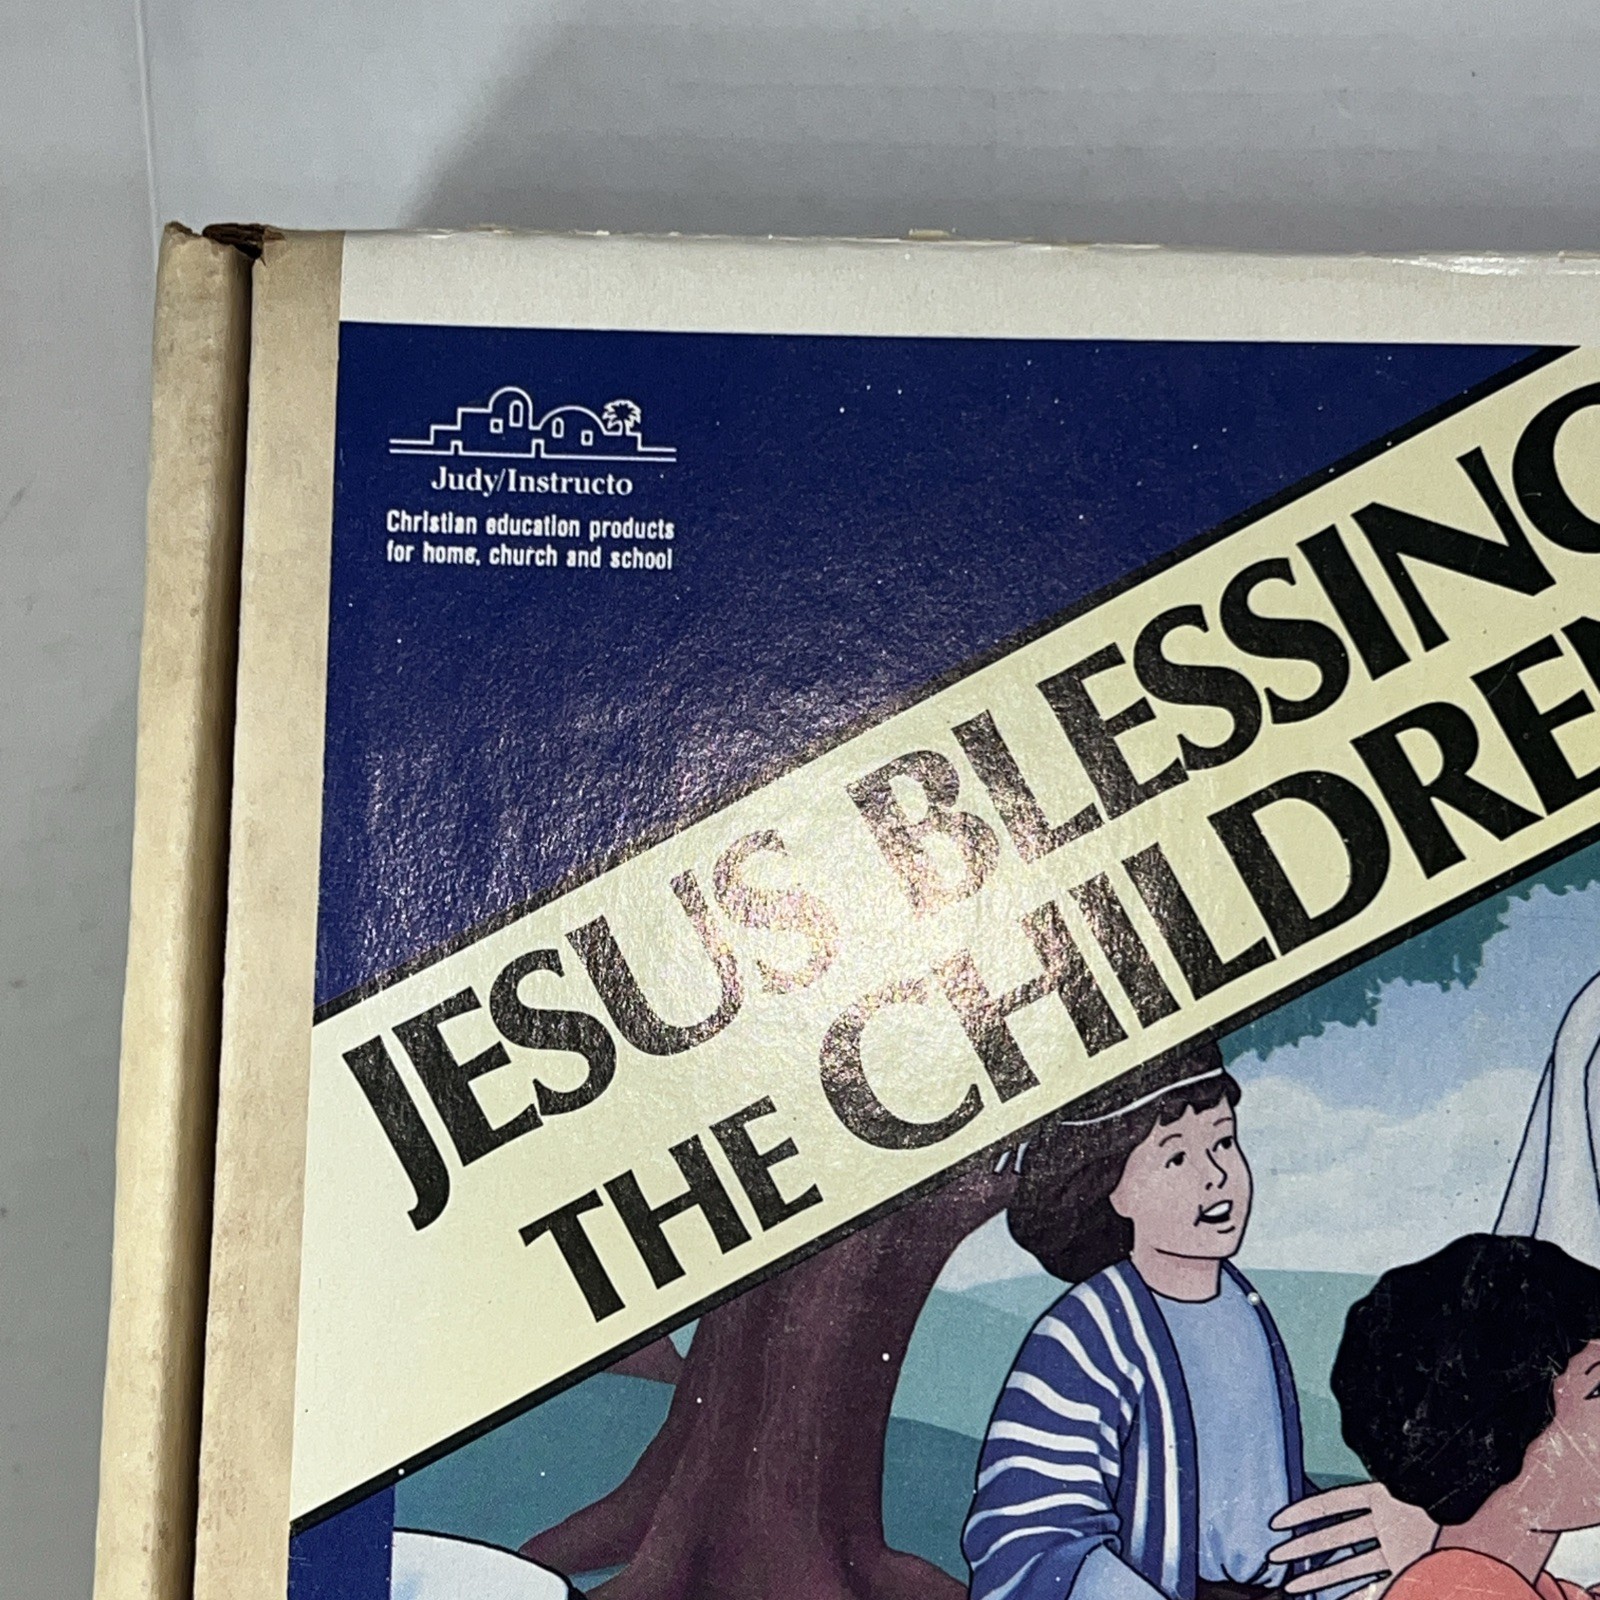 Judy/Instructo
Christian education products
for home, church and school
JESUS BLESSING
THE CHILDREN